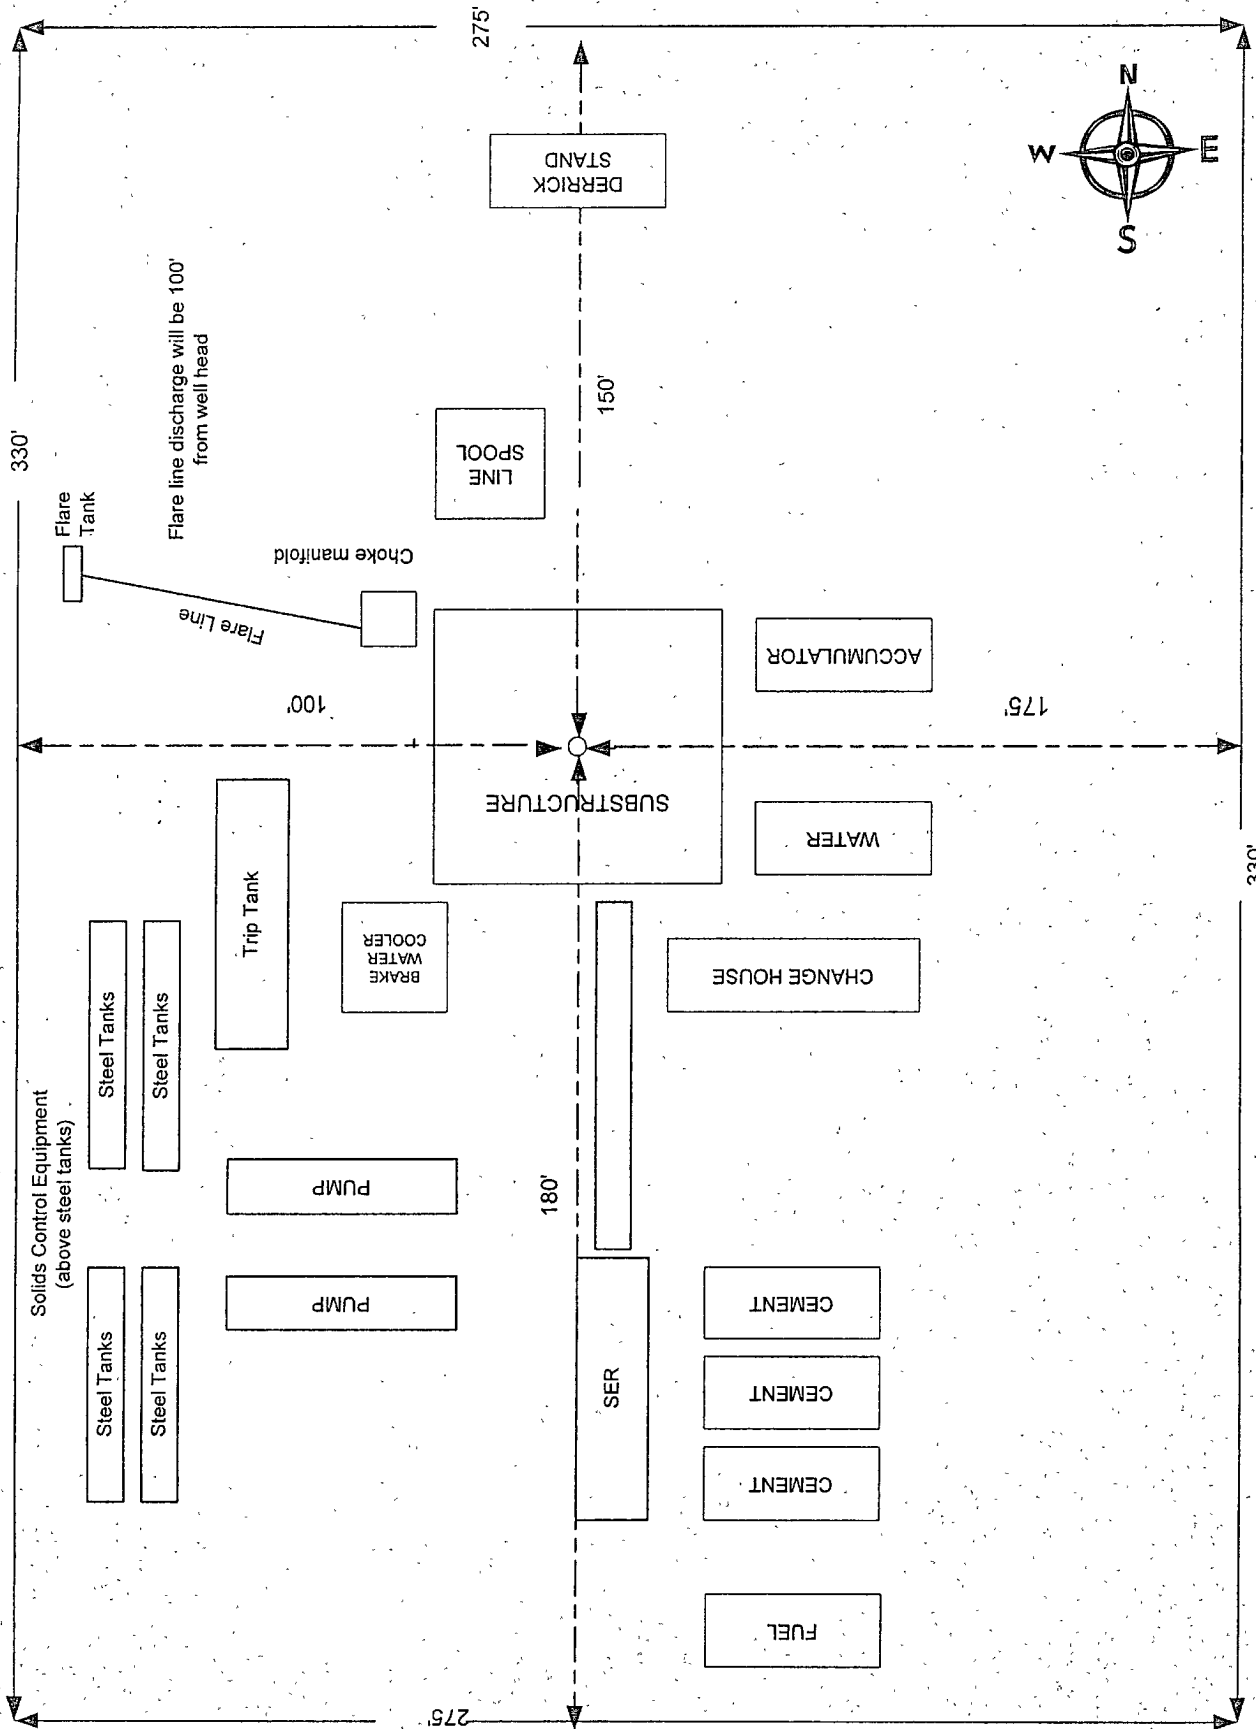 330'
275'
Flare
Tank
Flare line discharge will be 100'
from well head
Flare Line
Choke manifold
DERRICK
STAND
N
W
E
S
LINE
SPOOL
150'
100'
175'
ACCUMULATOR
SUBSTRUCTURE
WATER
Trip Tank
BRAKE
WATER
COOLER
CHANGE HOUSE
330'
Steel Tanks
Steel Tanks
Solids Control Equipment
(above steel tanks)
PUMP
PUMP
180'
Steel Tanks
Steel Tanks
SER
CEMENT
CEMENT
CEMENT
FUEL
275'